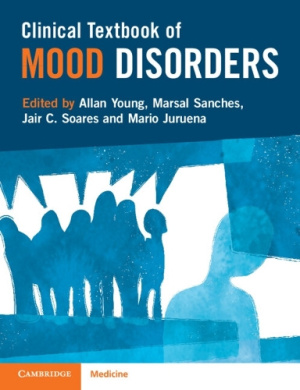 Clinical Textbook of
MOOD DISORDERS
Edited by Allan Young, Marsal Sanches,
Jair C. Soares and Mario Juruena
CAMBRIDGE
Medicine